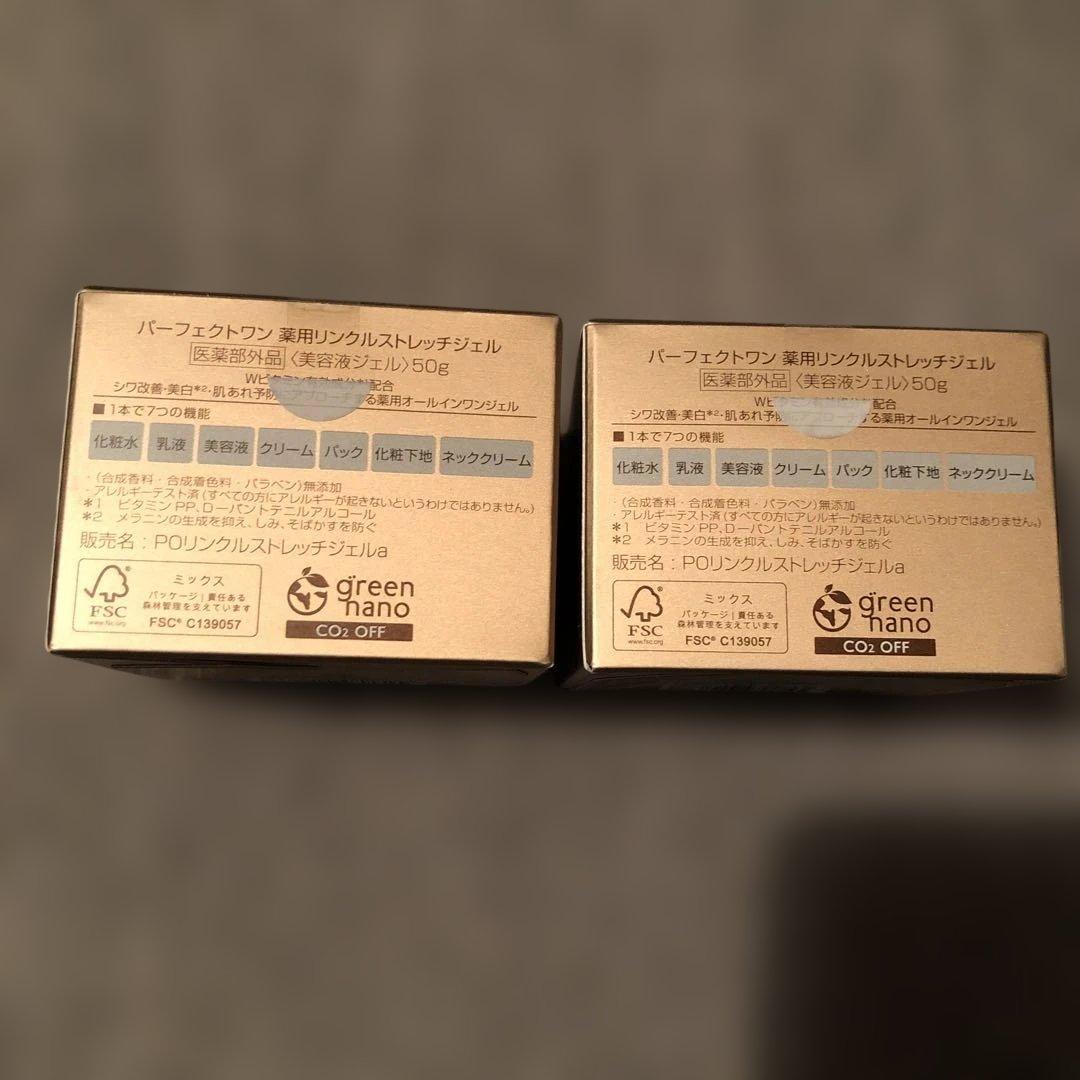 パーフェクトワン 薬用リンクルストレッチジェル
医薬部外品 〈美容液ジェル〉50g
配合
シワ改善・美白*2・肌あれ予防にアプローチする薬用オールインワンジェル
■1本で7つの機能
化粧水 乳液 美容液 クリーム パック 化粧下地 ネッククリーム
・(合成香料・合成着色料・パラベン)無添加
・アレルギーテスト済(すべての方にアレルギーが起きないというわけではありません。)
*1 ビタミンPP、D-パントテニルアルコール
*2 メラニンの生成を抑え、しみ、そばかすを防ぐ
販売名:POリンクルストレッチジェルa
FSC
www.fsc.org
ミックス
パッケージ|責任ある
森林管理を支えています
FSC® C139057
green
nano
CO2 OFF
パーフェクトワン 薬用リンクルストレッチジェル
医薬部外品 〈美容液ジェル〉50g
配合
シワ改善・美白*2・肌あれ予防 する薬用オールインワンジェル
■1本で7つの機能
化粧水 乳液 美容液 クリーム パック 化粧下地 ネッククリーム
・(合成香料・合成着色料・パラベン)無添加
・アレルギーテスト済(すべての方にアレルギーが起きないというわけではありません。)
*1 ビタミンPP、D-パントテニルアルコール
*2 メラニンの生成を抑え、しみ、そばかすを防ぐ
販売名:POリンクルストレッチジェルa
FSC
www.fsc.org
ミックス
パッケージ|責任ある
森林管理を支えています
FSC® C139057
green
nano
CO2 OFF